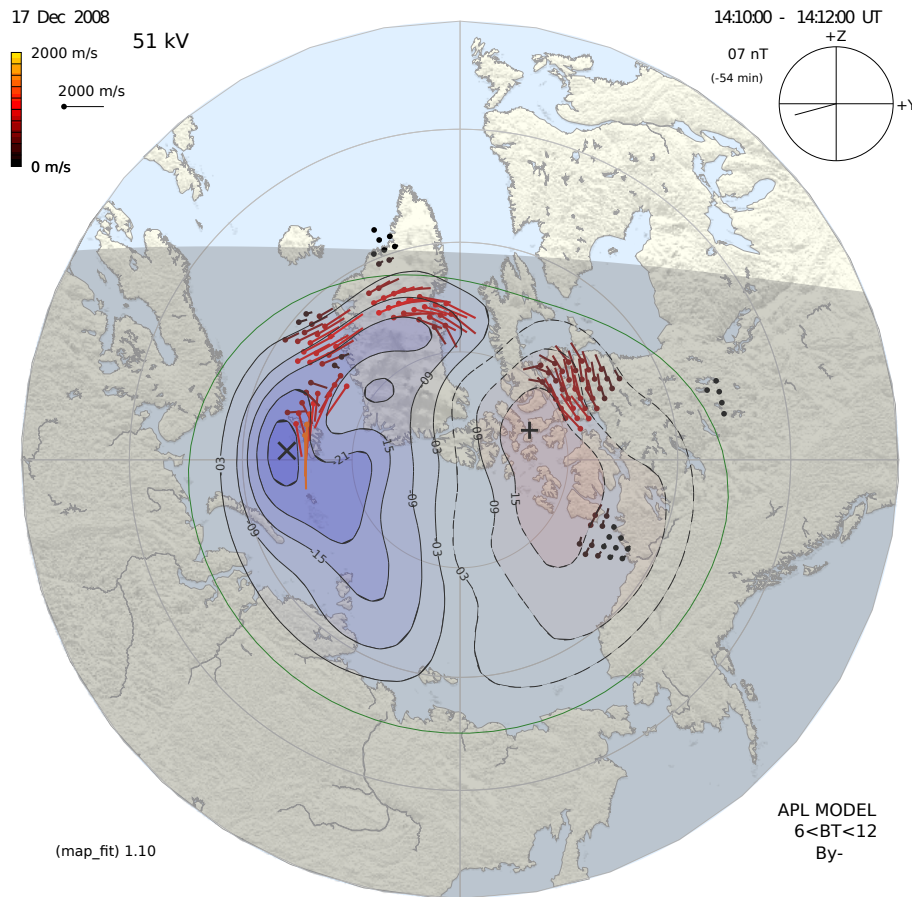 17 Dec 2008
14:10:00 - 14:12:00 UT
51 kV
2000 m/s
2000 m/s
0 m/s
07 nT
(-54 min)
+Z
+Y
-03
-09
-15
-21
-15
-09
-03
-09
-03
03
09
09
15
APL MODEL
6<BT<12
By-
(map_fit) 1.10